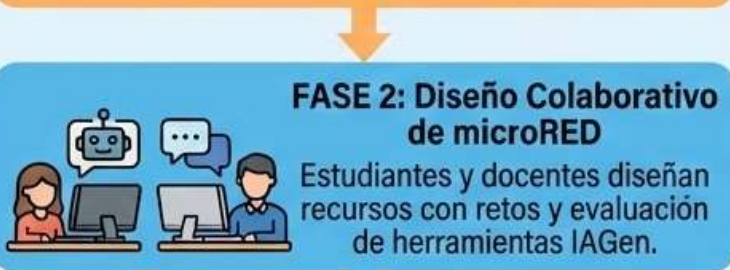 FASE 2: Diseño Colaborativo
de microRED
Estudiantes y docentes diseñan
recursos con retos y evaluación
de herramientas IAGen.